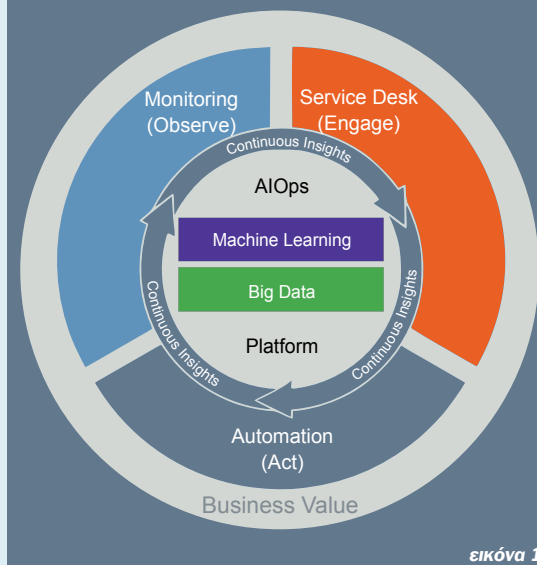 Monitoring
(Observe)
Service Desk
(Engage)
Continuous Insights
AIOps
Machine Learning
Big Data
Platform
Continuous Insights
Continuous Insights
Automation
(Act)
Business Value
εικόνα 1